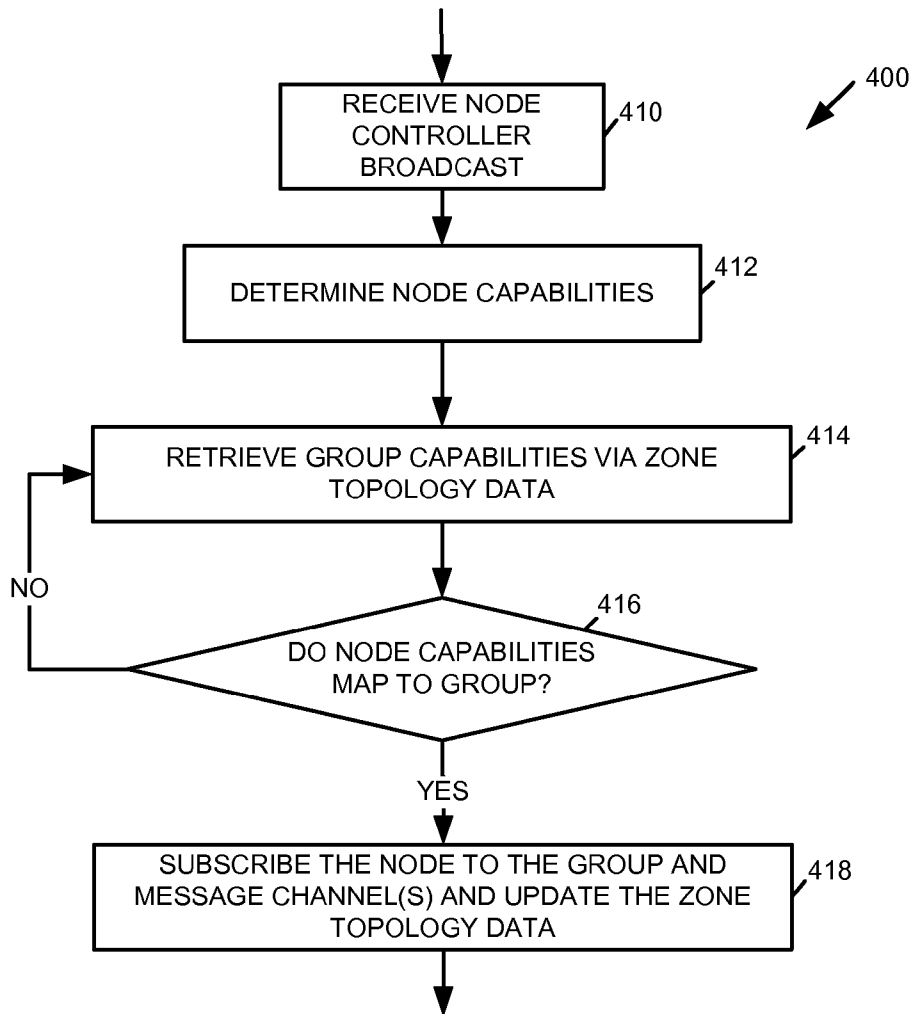 400
RECEIVE NODE
CONTROLLER
BROADCAST
410
DETERMINE NODE CAPABILITIES
412
RETRIEVE GROUP CAPABILITIES VIA ZONE
TOPOLOGY DATA
414
NO
DO NODE CAPABILITIES
MAP TO GROUP?
416
YES
SUBSCRIBE THE NODE TO THE GROUP AND
MESSAGE CHANNEL(S) AND UPDATE THE ZONE
TOPOLOGY DATA
418